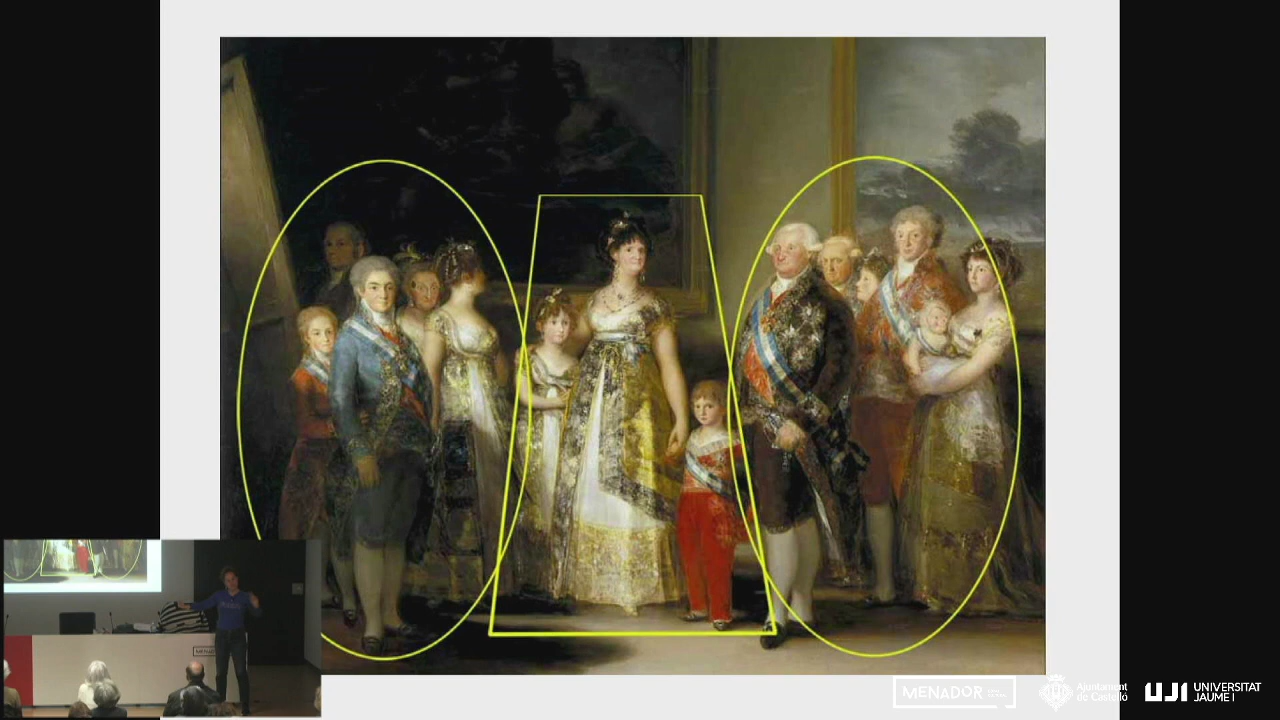 MENADOR
Ajuntament
de Castelló
UJI
UNIVERSITAT
JAUME I